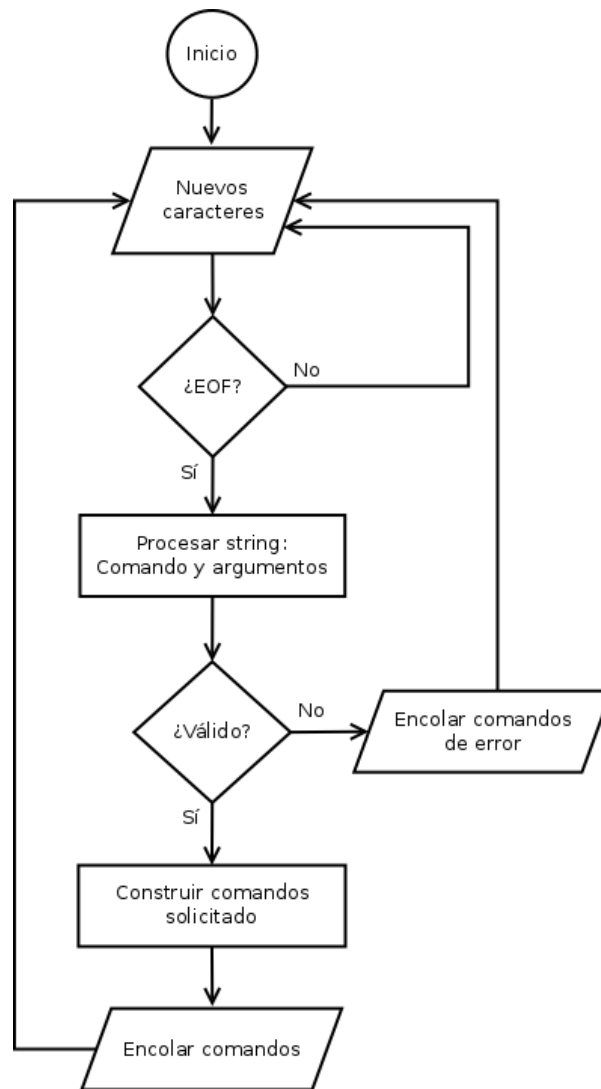 Inicio
Nuevos
caracteres
¿EOF?
No
Sí
Procesar string:
Comando y argumentos
¿Válido?
No
Encolar comandos
de error
Sí
Construir comandos
solicitado
Encolar comandos